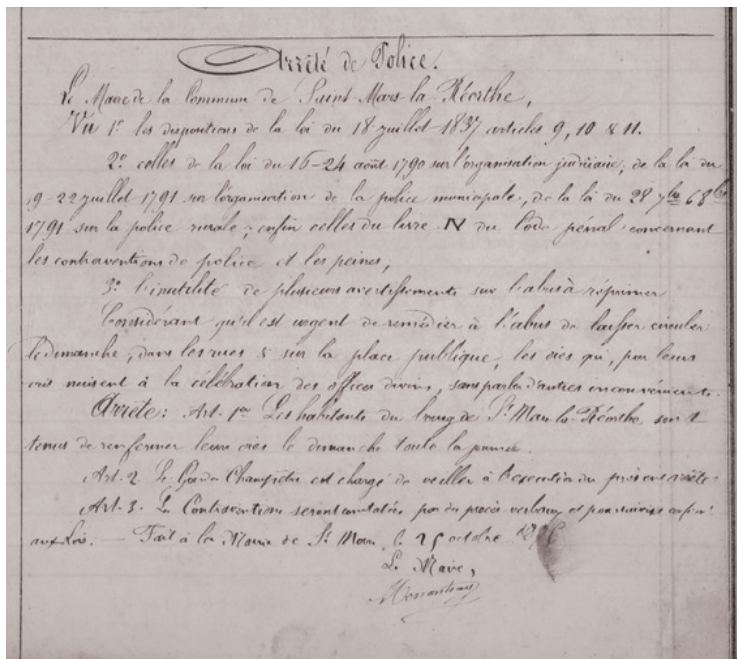 Arrêté de Police.
Le Maire de la Commune de Saint Mars la Réorthe,
Vu 1º les dispositions de la loi du 18 juillet 1837 articles 9, 10 & 11.
2º celles de la loi du 16-24 août 1790 sur l'organisation judiciaire, de la loi du
19-22 juillet 1791 sur l'organisation de la police municipale, de la loi du 28 7bre 6 8bre
1791 sur la police rurale; enfin celles du livre IV du Code pénal concernant
les contraventions de police et les peines,
3º l'inutilité de plusieurs avertissements sur l'abus à réprimer
Considérant qu'il est urgent de remédier à l'abus de laisser circuler
le dimanche, dans les rues & sur la place publique, les oies qui, par leurs
cris nuisent à la célébration des offices divins, sans parler d'autres inconvénients.
Arrête: Art. 1er Les habitants du bourg de St Mars-la-Réorthe sont
tenus de renfermer leurs oies le dimanche toute la journée.
Art. 2. Le Garde Champêtre est chargé de veiller à l'exécution du présent arrêté.
Art. 3. Les Contraventions seront constatées par des procès verbaux et poursuivies
aux lois. — Fait à la Mairie de St Mars, le 25 octobre
Le Maire,